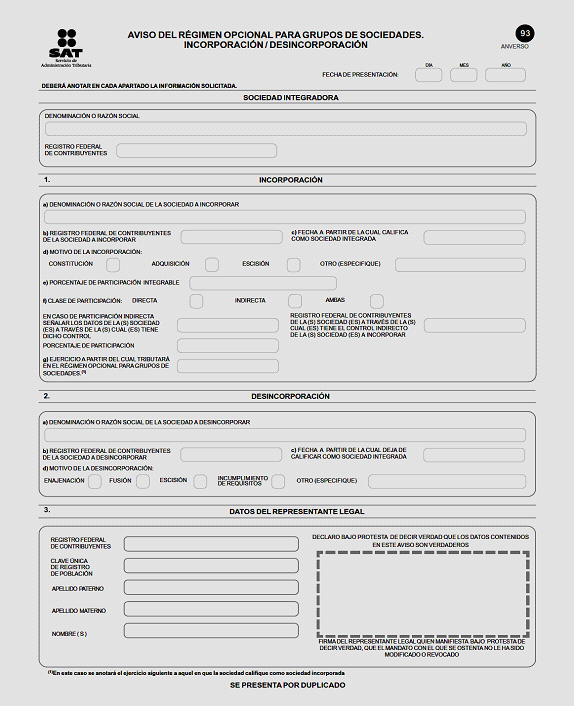 SAT
Servicio de
Administración Tributaria
AVISO DEL RÉGIMEN OPCIONAL PARA GRUPOS DE SOCIEDADES.
INCORPORACIÓN / DESINCORPORACIÓN
93
ANVERSO
DÍA MES AÑO
FECHA DE PRESENTACIÓN:
DEBERÁ ANOTAR EN CADA APARTADO LA INFORMACIÓN SOLICITADA.
SOCIEDAD INTEGRADORA
DENOMINACIÓN O RAZÓN SOCIAL
REGISTRO FEDERAL
DE CONTRIBUYENTES
1. INCORPORACIÓN
a) DENOMINACIÓN O RAZÓN SOCIAL DE LA SOCIEDAD A INCORPORAR
b) REGISTRO FEDERAL DE CONTRIBUYENTES
DE LA SOCIEDAD A INCORPORAR
c) FECHA A PARTIR DE LA CUAL CALIFICA
COMO SOCIEDAD INTEGRADA
d) MOTIVO DE LA INCORPORACIÓN:
CONSTITUCIÓN ADQUISICIÓN ESCISIÓN OTRO (ESPECIFIQUE)
e) PORCENTAJE DE PARTICIPACIÓN INTEGRABLE
f) CLASE DE PARTICIPACIÓN: DIRECTA INDIRECTA AMBAS
EN CASO DE PARTICIPACIÓN INDIRECTA
SEÑALAR LOS DATOS DE LA (S) SOCIEDAD
(ES) A TRAVÉS DE LA (S) CUAL (ES) TIENE
DICHO CONTROL
REGISTRO FEDERAL DE CONTRIBUYENTES
DE LA (S) SOCIEDAD (ES) A TRAVÉS DE LA (S)
CUAL (ES) TIENE EL CONTROL INDIRECTO
DE LA (S) SOCIEDAD (ES) A INCORPORAR
PORCENTAJE DE PARTICIPACIÓN
g) EJERCICIO A PARTIR DEL CUAL TRIBUTARÁ
EN EL RÉGIMEN OPCIONAL PARA GRUPOS DE
SOCIEDADES.(1)
2. DESINCORPORACIÓN
a) DENOMINACIÓN O RAZÓN SOCIAL DE LA SOCIEDAD A DESINCORPORAR
b) REGISTRO FEDERAL DE CONTRIBUYENTES
DE LA SOCIEDAD A DESINCORPORAR
c) FECHA A PARTIR DE LA CUAL DEJA DE
CALIFICAR COMO SOCIEDAD INTEGRADA
d) MOTIVO DE LA DESINCORPORACIÓN:
ENAJENACIÓN FUSIÓN ESCISIÓN INCUMPLIMIENTO
DE REQUISITOS OTRO (ESPECIFIQUE)
3. DATOS DEL REPRESENTANTE LEGAL
REGISTRO FEDERAL
DE CONTRIBUYENTES
CLAVE ÚNICA
DE REGISTRO
DE POBLACIÓN
APELLIDO PATERNO
APELLIDO MATERNO
NOMBRE ( S )
DECLARO BAJO PROTESTA DE DECIR VERDAD QUE LOS DATOS CONTENIDOS
EN ESTE AVISO SON VERDADEROS
FIRMA DEL REPRESENTANTE LEGAL QUIEN MANIFIESTA BAJO PROTESTA DE
DECIR VERDAD, QUE EL MANDATO CON EL QUE SE OSTENTA NO LE HA SIDO
MODIFICADO O REVOCADO
(1)En este caso se anotará el ejercicio siguiente a aquel en que la sociedad califique como sociedad incorporada
SE PRESENTA POR DUPLICADO